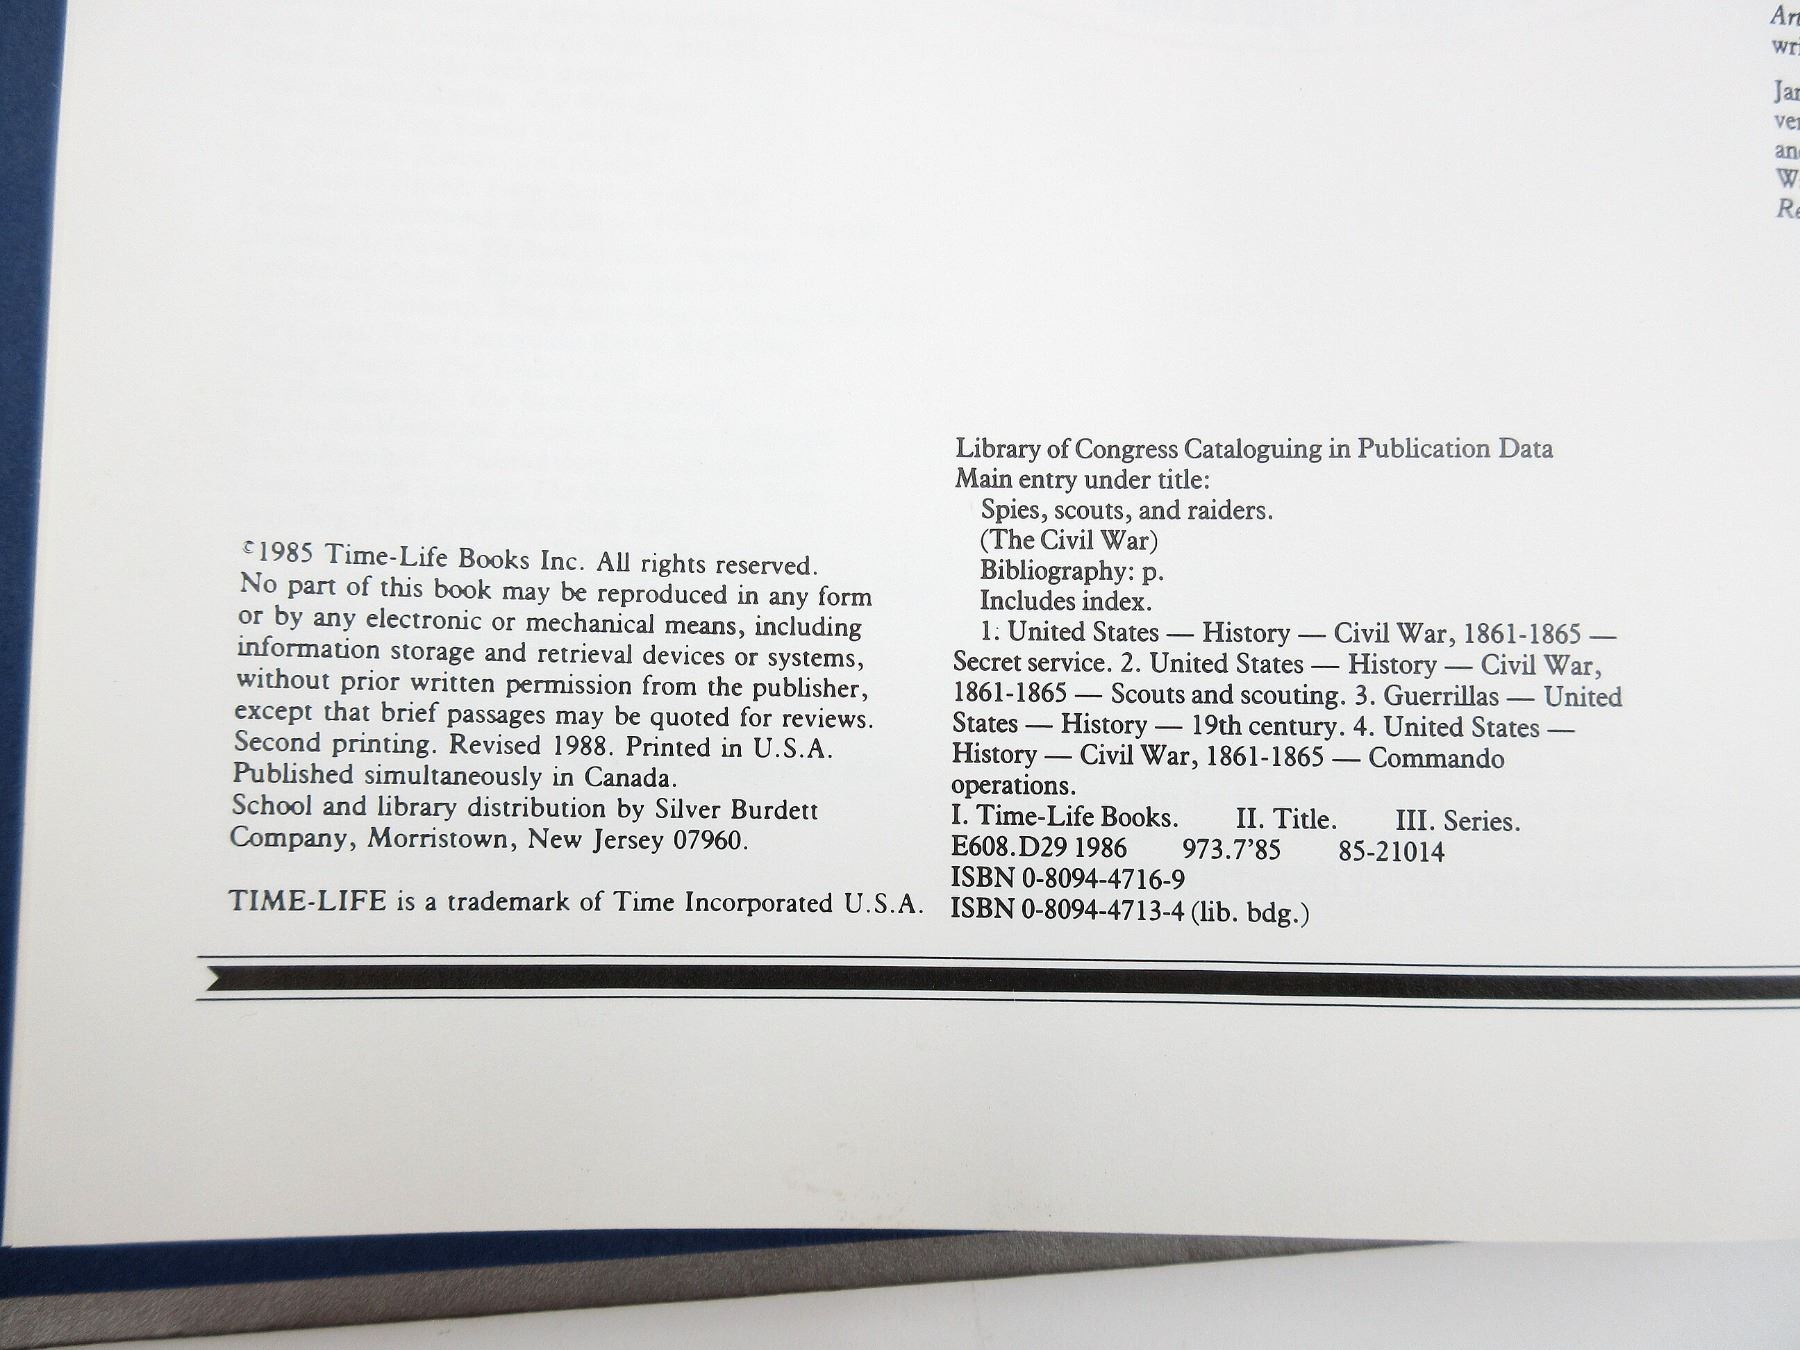 ©1985 Time-Life Books Inc. All rights reserved.
No part of this book may be reproduced in any form
or by any electronic or mechanical means, including
information storage and retrieval devices or systems,
without prior written permission from the publisher,
except that brief passages may be quoted for reviews.
Second printing. Revised 1988. Printed in U.S.A.
Published simultaneously in Canada.
School and library distribution by Silver Burdett
Company, Morristown, New Jersey 07960.
TIME-LIFE is a trademark of Time Incorporated U.S.A.
Library of Congress Cataloguing in Publication Data
Main entry under title:
Spies, scouts, and raiders.
(The Civil War)
Bibliography: p.
Includes index.
1. United States — History — Civil War, 1861-1865 —
Secret service. 2. United States — History — Civil War,
1861-1865 — Scouts and scouting. 3. Guerrillas — United
States — History — 19th century. 4. United States —
History — Civil War, 1861-1865 — Commando
operations.
I. Time-Life Books. II. Title. III. Series.
E608.D29 1986 973.7'85 85-21014
ISBN 0-8094-4716-9
ISBN 0-8094-4713-4 (lib. bdg.)